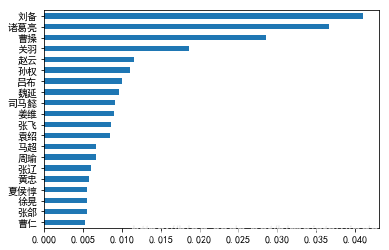 刘备
诸葛亮
曹操
关羽
赵云
孙权
吕布
魏延
司马懿
姜维
张飞
袁绍
马超
周瑜
张辽
黄忠
夏侯惇
徐晃
张郃
曹仁
0.000 0.005 0.010 0.015 0.020 0.025 0.030 0.035 0.040